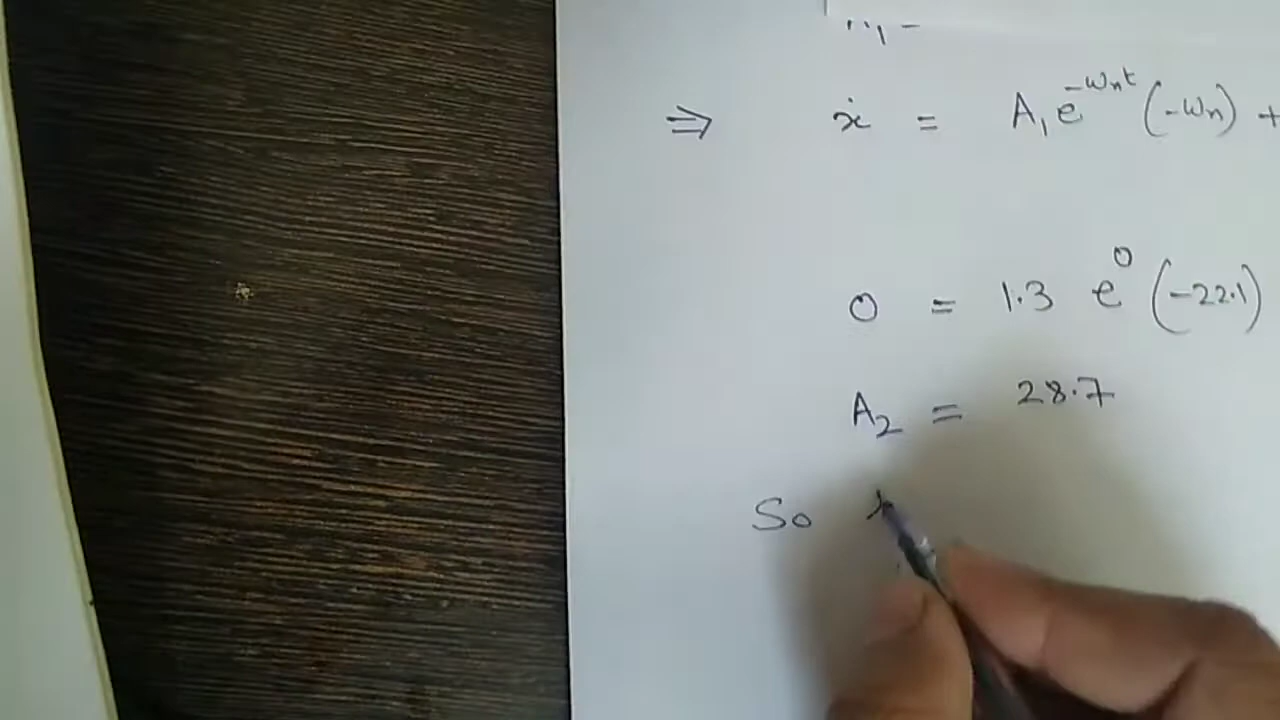 ⇒ ẋ = A₁e^(-ωₙt) (-ωₙ) +
0 = 1.3 e⁰ (-22.1)
A₂ = 28.7
So x